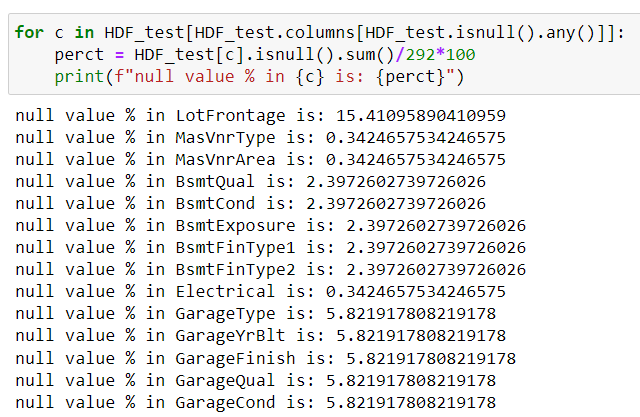 for c in HDF_test[HDF_test.columns[HDF_test.isnull().any()]]:
    perct = HDF_test[c].isnull().sum()/292*100
    print(f"null value % in {c} is: {perct}")
null value % in LotFrontage is: 15.41095890410959
null value % in MasVnrType is: 0.3424657534246575
null value % in MasVnrArea is: 0.3424657534246575
null value % in BsmtQual is: 2.3972602739726026
null value % in BsmtCond is: 2.3972602739726026
null value % in BsmtExposure is: 2.3972602739726026
null value % in BsmtFinType1 is: 2.3972602739726026
null value % in BsmtFinType2 is: 2.3972602739726026
null value % in Electrical is: 0.3424657534246575
null value % in GarageType is: 5.821917808219178
null value % in GarageYrBlt is: 5.821917808219178
null value % in GarageFinish is: 5.821917808219178
null value % in GarageQual is: 5.821917808219178
null value % in GarageCond is: 5.821917808219178